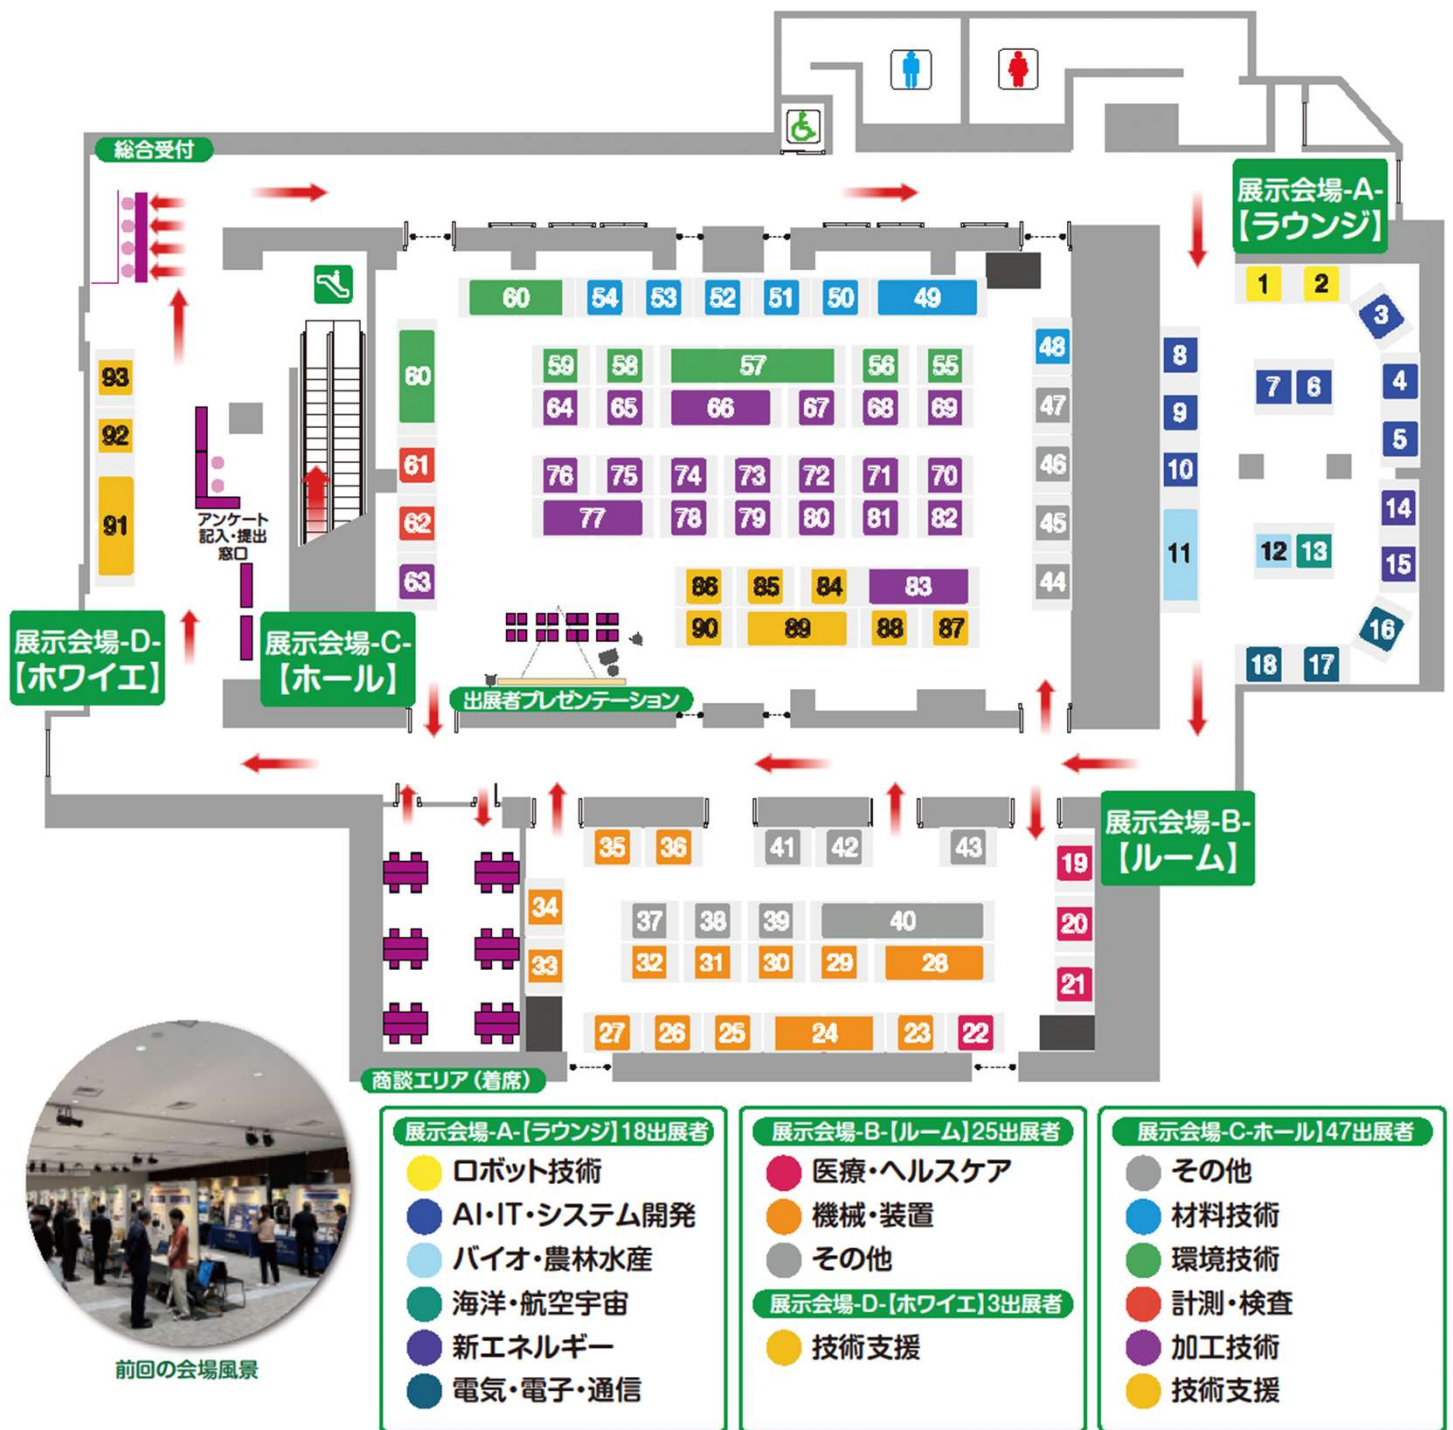 総合受付
展示会場-A-
【ラウンジ】
1 2
3
60 54 53 52 51 50 49
48
8
93
60
59 58 57 56 55
7 6
4
64 65 66 67 68 69
47
9
92
5
61
76 75 74 73 72 71 70
46
10
91
アンケート
記入・提出
窓口
62
77 78 79 80 81 82
45
14
11
12 13
63
86 85 84 83
44
15
展示会場-D-
【ホワイエ】
展示会場-C-
【ホール】
90 89 88 87
16
18 17
出展者プレゼンテーション
展示会場-B-
【ルーム】
35 36 41 42 43
19
34
37 38 39 40
20
33
32 31 30 29 28
21
27 26 25 24 23 22
商談エリア（着席）
前回の会場風景
展示会場-A-【ラウンジ】18出展者
ロボット技術
AI・IT・システム開発
バイオ・農林水産
海洋・航空宇宙
新エネルギー
電気・電子・通信
展示会場-B-【ルーム】25出展者
医療・ヘルスケア
機械・装置
その他
展示会場-D-【ホワイエ】3出展者
技術支援
展示会場-C-ホール】47出展者
その他
材料技術
環境技術
計測・検査
加工技術
技術支援